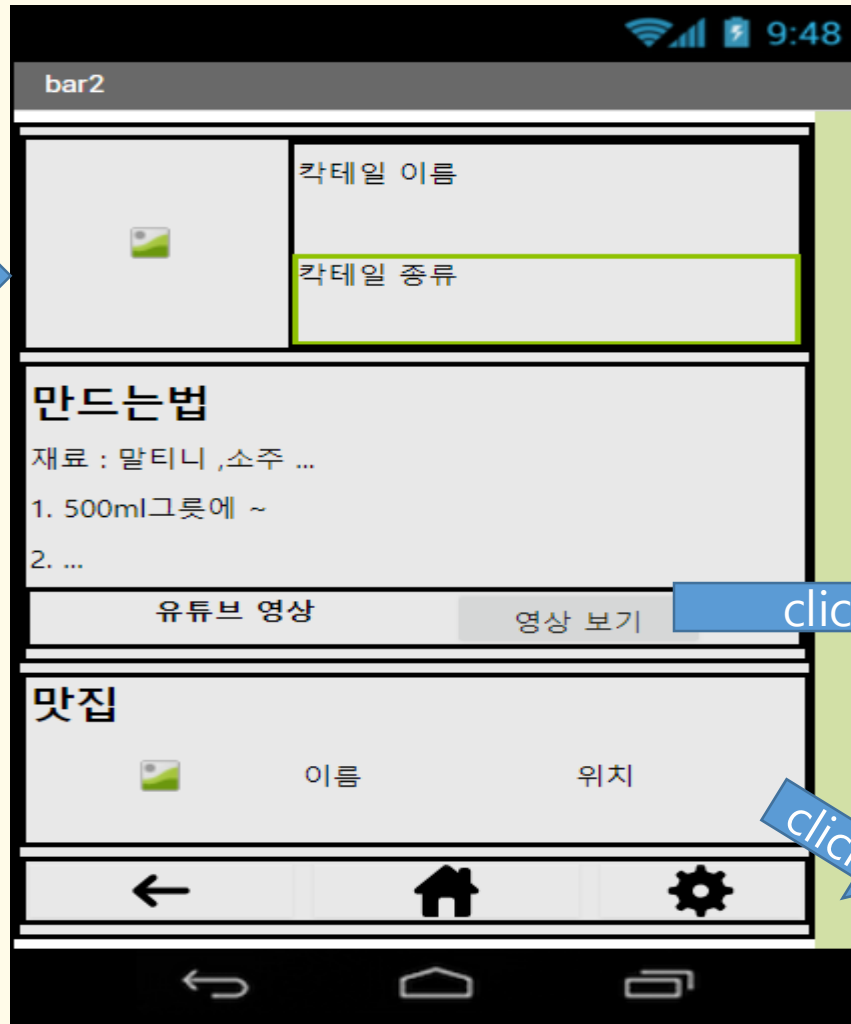 9:48
bar2
칵테일 이름
칵테일 종류
만드는법
재료 : 말티니 ,소주 ...
1. 500ml그릇에 ~
2. ...
유튜브 영상 영상 보기
clic
맛집
이름 위치
clic